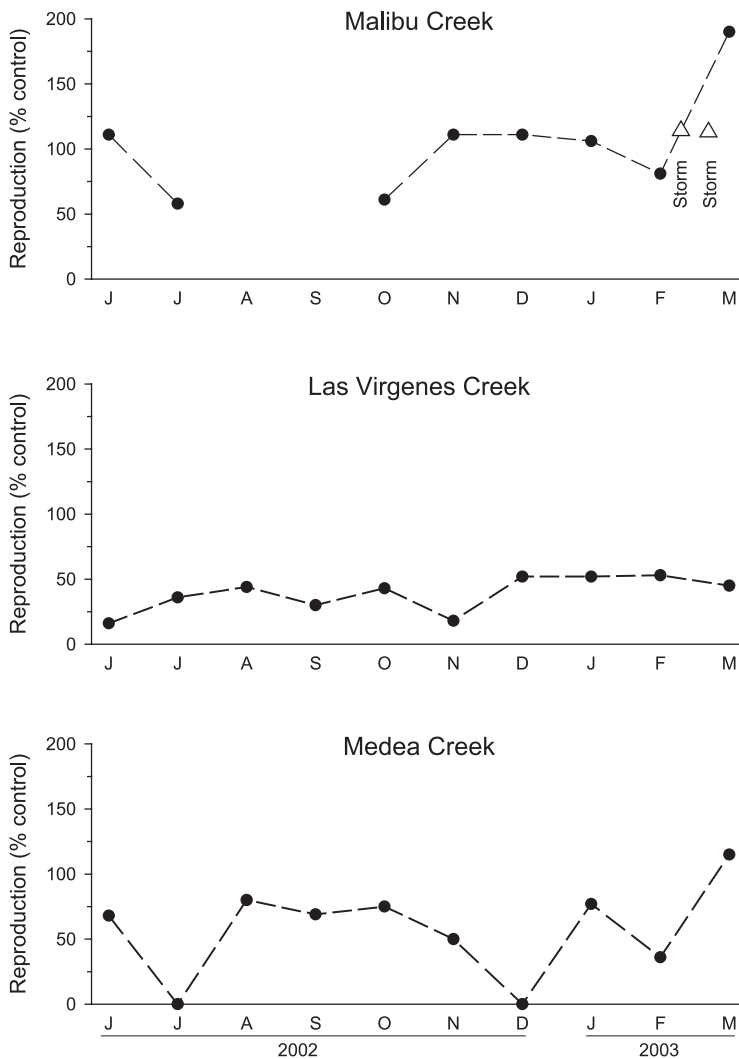 Malibu Creek
Reproduction (% control)
200
150
100
50
0
Storm
Storm
J J A S O N D J F M
Las Virgenes Creek
Reproduction (% control)
200
150
100
50
0
J J A S O N D J F M
Medea Creek
Reproduction (% control)
200
150
100
50
0
J J A S O N D J F M
2002 2003